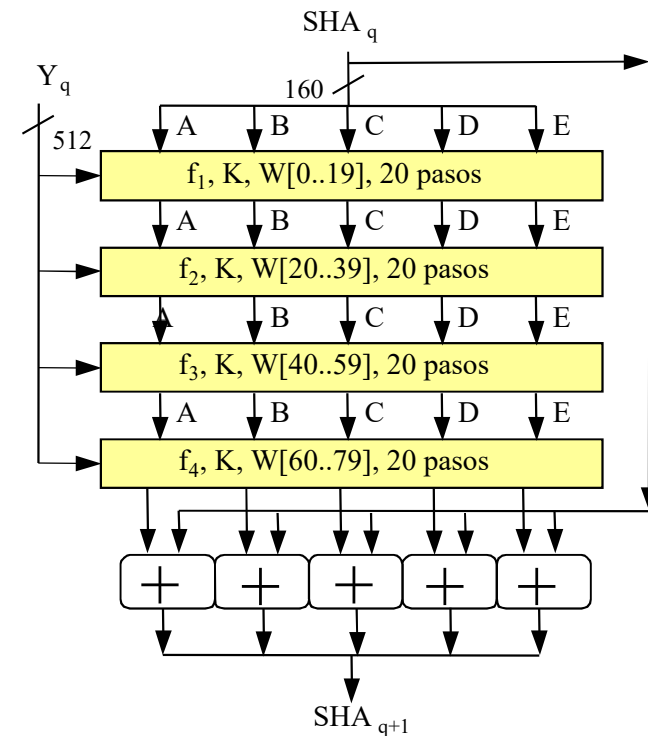 SHA q
Y q
160
512
A B C D E
f1, K, W[0..19], 20 pasos
A B C D E
f2, K, W[20..39], 20 pasos
A B C D E
f3, K, W[40..59], 20 pasos
A B C D E
f4, K, W[60..79], 20 pasos
+ + + + +
SHA q+1